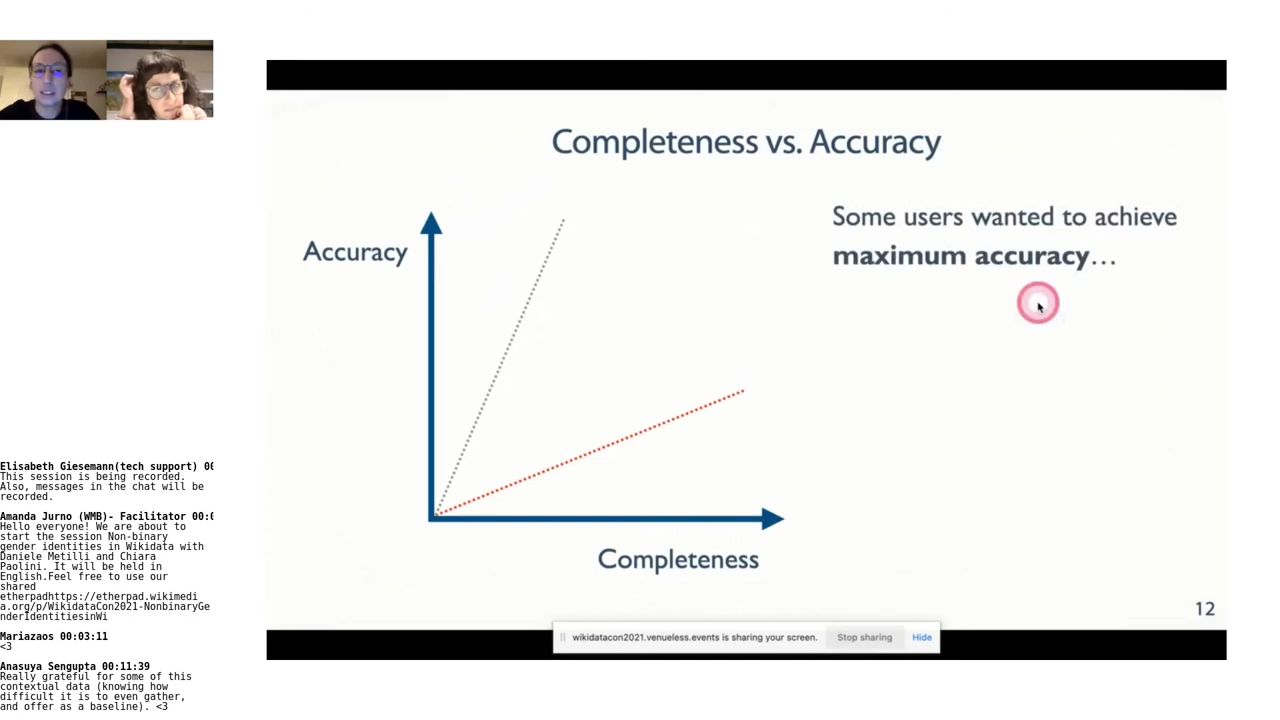 Completeness vs. Accuracy
Accuracy
Some users wanted to achieve
maximum accuracy…
Completeness
12
wikidatacon2021.venueless.events is sharing your screen. Stop sharing Hide
Elisabeth Giesemann(tech support) 00
This session is being recorded.
Also, messages in the chat will be
recorded.
Amanda Jurno (WMB)- Facilitator 00:0
Hello everyone! We are about to
start the session Non-binary
gender identities in Wikidata with
Daniele Metilli and Chiara
Paolini. It will be held in
English.Feel free to use our
shared
etherpadhttps://etherpad.wikimedi
a.org/p/WikidataCon2021-NonbinaryGe
nderIdentitiesinWi
Mariazaos 00:03:11
<3
Anasuya Sengupta 00:11:39
Really grateful for some of this
contextual data (knowing how
difficult it is to even gather,
and offer as a baseline). <3